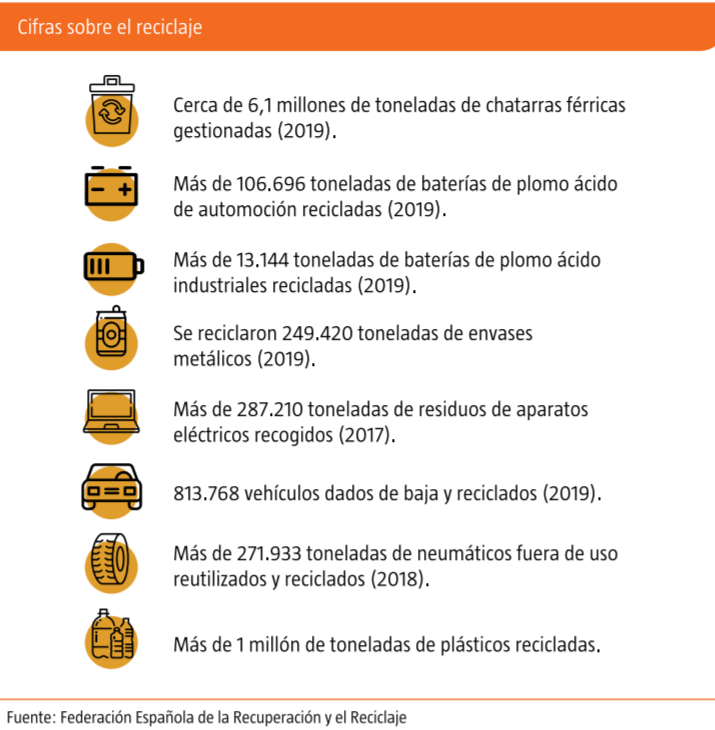 Cifras sobre el reciclaje
Cerca de 6,1 millones de toneladas de chatarras férricas
gestionadas (2019).
Más de 106.696 toneladas de baterías de plomo ácido
de automoción recicladas (2019).
Más de 13.144 toneladas de baterías de plomo ácido
industriales recicladas (2019).
Se reciclaron 249.420 toneladas de envases
metálicos (2019).
Más de 287.210 toneladas de residuos de aparatos
eléctricos recogidos (2017).
813.768 vehículos dados de baja y reciclados (2019).
Más de 271.933 toneladas de neumáticos fuera de uso
reutilizados y reciclados (2018).
Más de 1 millón de toneladas de plásticos recicladas.
Fuente: Federación Española de la Recuperación y el Reciclaje